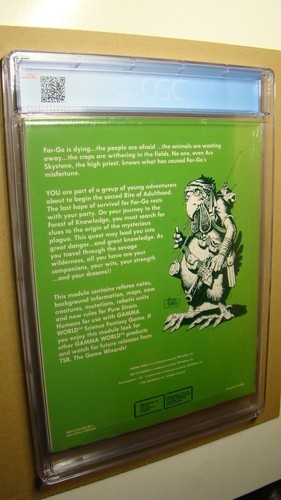 CGC
CGC
Far-Go is dying...the people are afraid ...the animals are wasting
away...the crops are withering in the fields. No one, even Arn
Skystone, the high priest, knows what has caused Far-Go's
misfortune.
YOU are part of a group of young adventurers
about to begin the sacred Rite of Adulthood.
The last hope of survival for Far-Go rests
with your party. On your journey to the
Forest of Knowledge, you must search for
clues to the origin of the mysterious
plague. This quest may lead you into
great danger...and great knowledge. As
you travel through the savage
wilderness, all you have are your
companions, your wits, your strength
...and your dreams!!
This module contains referee notes,
background information, maps, new
creatures, mutations, robotic units
and new rules for Pure Strain
Humans for use with GAMMA
WORLD™ Science Fantasy Game. If
you enjoy this module look for
other GAMMA WORLD™ products
and watch for future releases from
TSR, The Game Wizards!